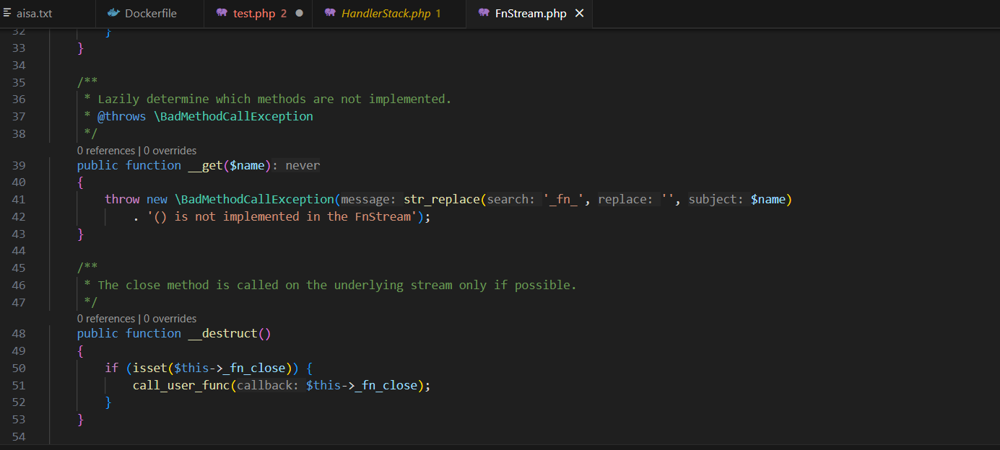 aisa.txt Dockerfile test.php 2 HandlerStack.php 1 FnStream.php
32 }
33 }
34
35 /**
36 * Lazily determine which methods are not implemented.
37 * @throws \BadMethodCallException
38 */
0 references | 0 overrides
39 public function __get($name): never
40 {
41 throw new \BadMethodCallException(message: str_replace(search: '_fn_', replace: '', subject: $name)
42 . '() is not implemented in the FnStream');
43 }
44
45 /**
46 * The close method is called on the underlying stream only if possible.
47 */
0 references | 0 overrides
48 public function __destruct()
49 {
50 if (isset($this->_fn_close)) {
51 call_user_func(callback: $this->_fn_close);
52 }
53 }
54